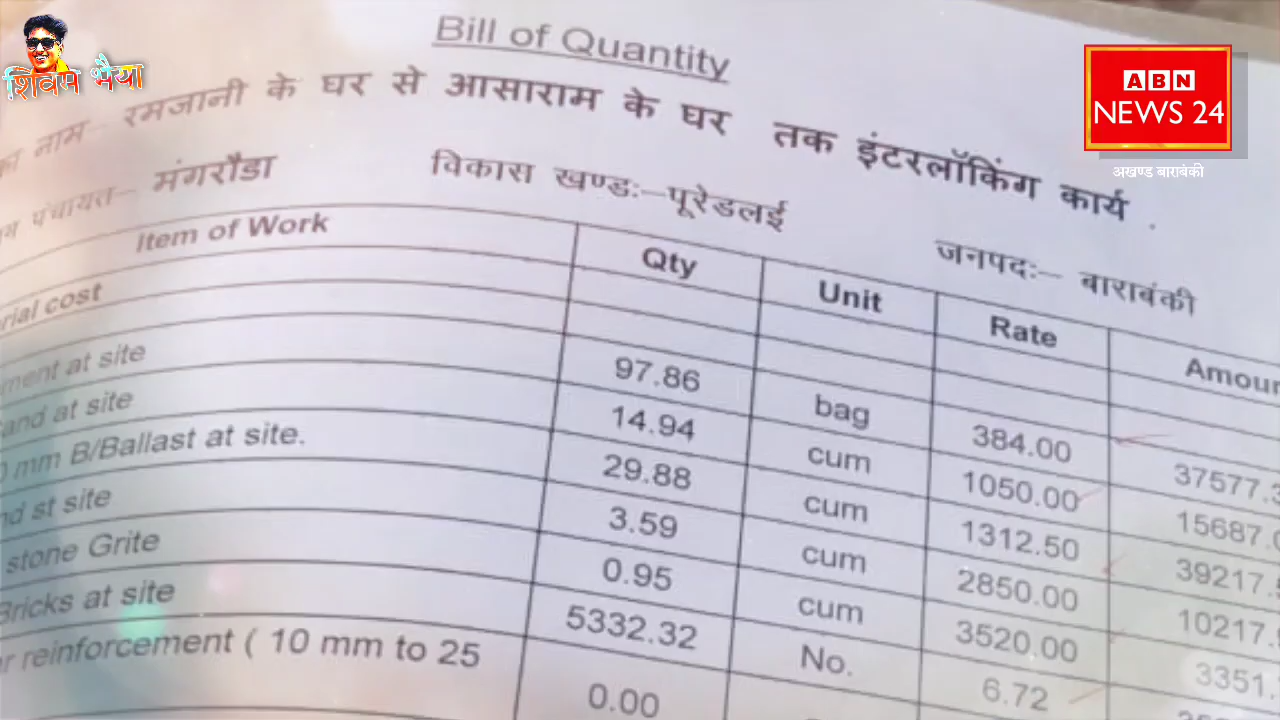 शिवम भैया
ABN
NEWS 24
अखण्ड बाराबंकी
Bill of Quantity
का नाम– रमजानी के घर से आसाराम के घर तक इंटरलॉकिंग कार्य .
पंचायत– मंगरौडा विकास खण्डः–पूरेडलई जनपदः– बाराबंकी
Item of Work Qty Unit Rate Amoun
rial cost
ment at site 97.86 bag 384.00 37577.
and at site 14.94 cum 1050.00 15687.
0 mm B/Ballast at site. 29.88 cum 1312.50 39217.
nd st site 3.59 cum 2850.00 10217.
stone Grite 0.95 cum 3520.00 3351.
Bricks at site 5332.32 No. 6.72
r reinforcement ( 10 mm to 25 0.00